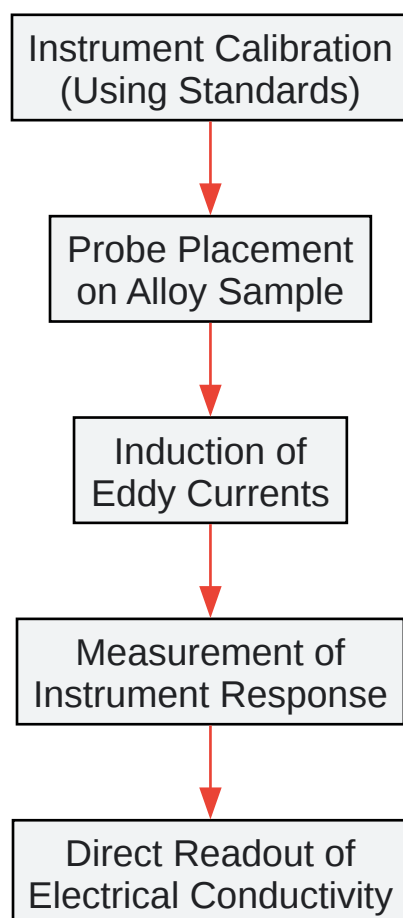 Instrument Calibration
(Using Standards)
Probe Placement
on Alloy Sample
Induction of
Eddy Currents
Measurement of
Instrument Response
Direct Readout of
Electrical Conductivity